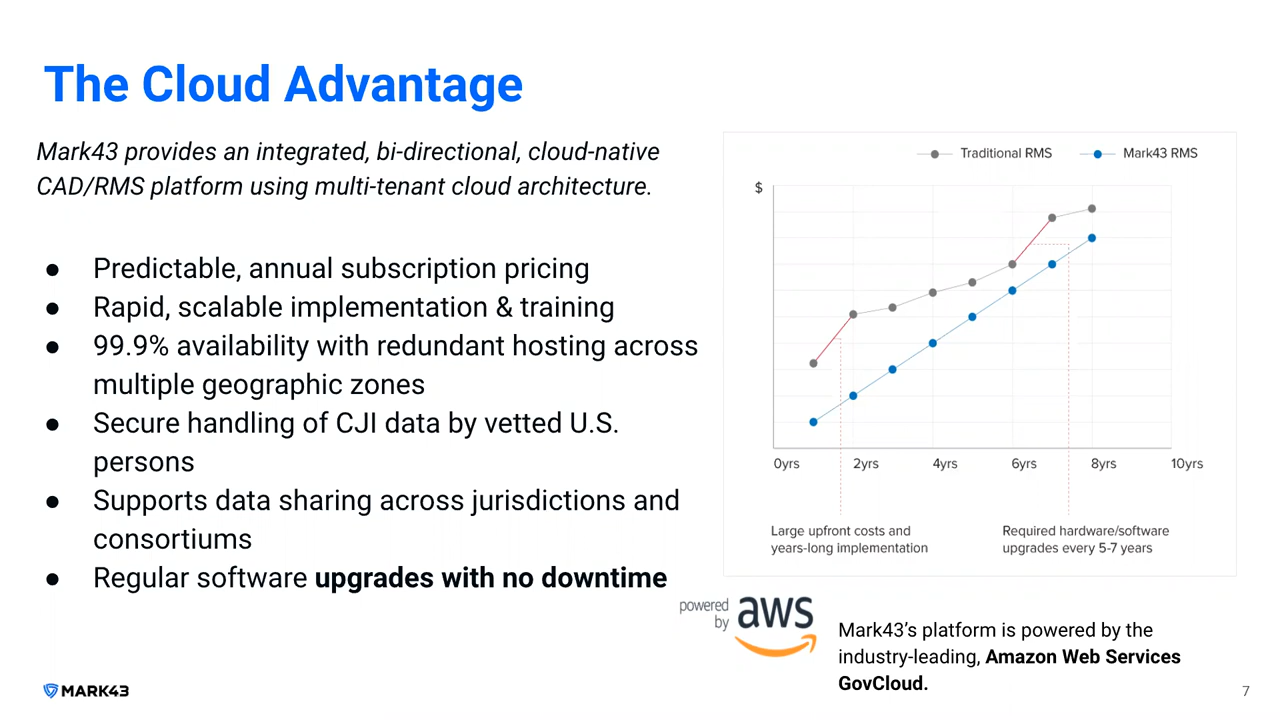 The Cloud Advantage
Mark43 provides an integrated, bi-directional, cloud-native
CAD/RMS platform using multi-tenant cloud architecture.
● Predictable, annual subscription pricing
● Rapid, scalable implementation & training
● 99.9% availability with redundant hosting across
multiple geographic zones
● Secure handling of CJI data by vetted U.S.
persons
● Supports data sharing across jurisdictions and
consortiums
● Regular software upgrades with no downtime
Traditional RMS
Mark43 RMS
$
0yrs 2yrs 4yrs 6yrs 8yrs 10yrs
Large upfront costs and
years-long implementation
Required hardware/software
upgrades every 5-7 years
powered
by
aws
Mark43’s platform is powered by the
industry-leading, Amazon Web Services
GovCloud.
MARK43
7